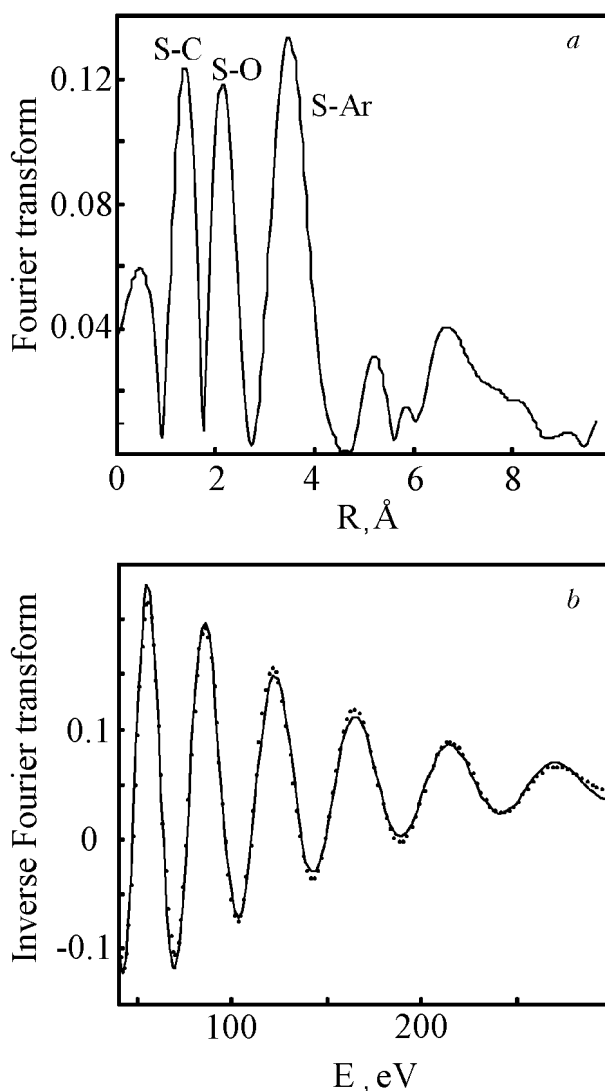 a
S-C
S-O
S-Ar
0.12
0.08
0.04
Fourier transform
0
2
4
6
8
R, Å
b
0.1
0
-0.1
Inverse Fourier transform
100
200
E , eV